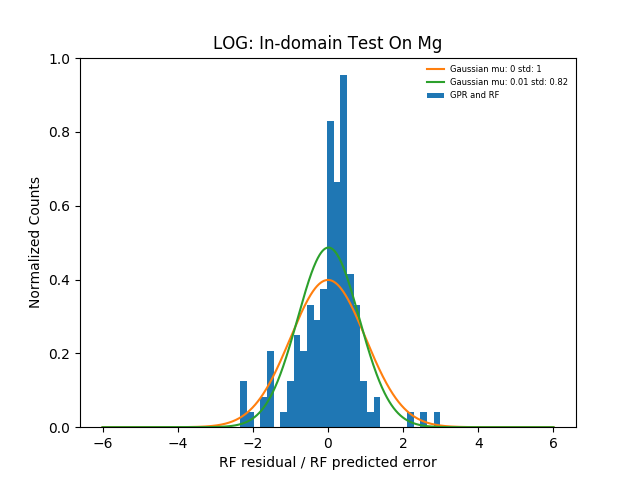 LOG: In-domain Test On Mg
Gaussian mu: 0 std: 1
Gaussian mu: 0.01 std: 0.82
GPR and RF
Normalized Counts
1.0
0.8
0.6
0.4
0.2
0.0
−6 −4 −2 0 2 4 6
RF residual / RF predicted error